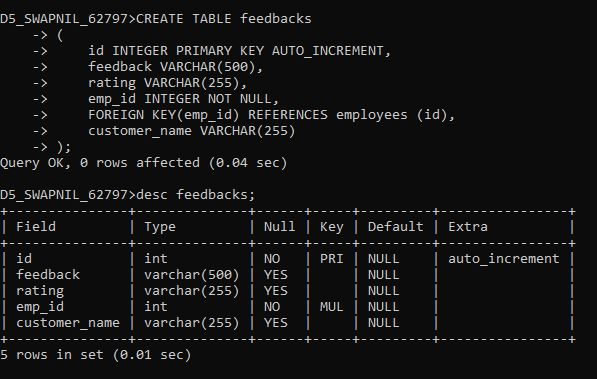 D5_SWAPNIL_62797>CREATE TABLE feedbacks
    -> (
    ->     id INTEGER PRIMARY KEY AUTO_INCREMENT,
    ->     feedback VARCHAR(500),
    ->     rating VARCHAR(255),
    ->     emp_id INTEGER NOT NULL,
    ->     FOREIGN KEY(emp_id) REFERENCES employees (id),
    ->     customer_name VARCHAR(255)
    -> );
Query OK, 0 rows affected (0.04 sec)

D5_SWAPNIL_62797>desc feedbacks;
+---------------+--------------+------+-----+---------+----------------+
| Field         | Type         | Null | Key | Default | Extra          |
+---------------+--------------+------+-----+---------+----------------+
| id            | int          | NO   | PRI | NULL    | auto_increment |
| feedback      | varchar(500) | YES  |     | NULL    |                |
| rating        | varchar(255) | YES  |     | NULL    |                |
| emp_id        | int          | NO   | MUL | NULL    |                |
| customer_name | varchar(255) | YES  |     | NULL    |                |
+---------------+--------------+------+-----+---------+----------------+
5 rows in set (0.01 sec)